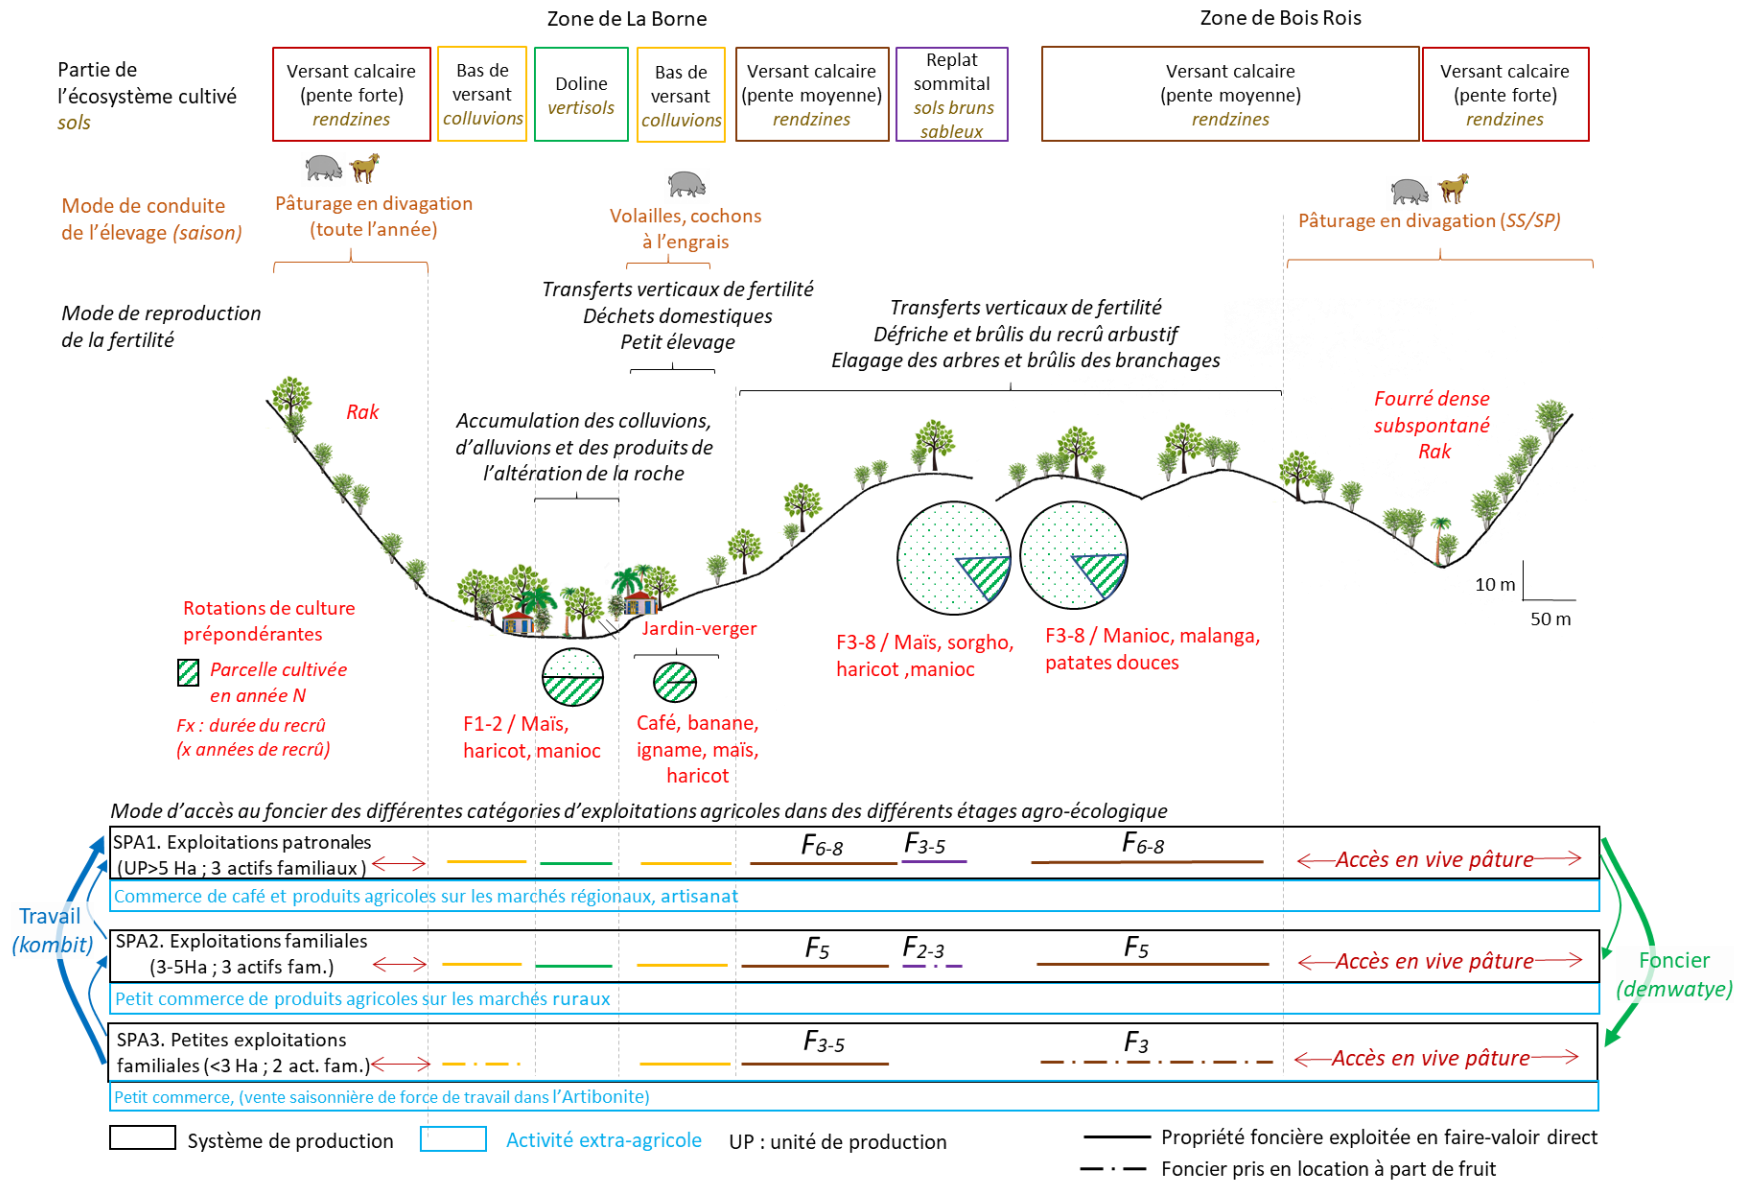 Zone de La Borne
Zone de Bois Rois
Partie de
l’écosystème cultivé
sols
Versant calcaire
(pente forte)
rendzines
Bas de
versant
colluvions
Doline
vertisols
Bas de
versant
colluvions
Versant calcaire
(pente moyenne)
rendzines
Replat
sommital
sols bruns
sableux
Versant calcaire
(pente moyenne)
rendzines
Versant calcaire
(pente forte)
rendzines
Mode de conduite
de l’élevage (saison)
Pâturage en divagation
(toute l’année)
Volailles, cochons
à l’engrais
Pâturage en divagation (SS/SP)
Mode de reproduction
de la fertilité
Transferts verticaux de fertilité
Déchets domestiques
Petit élevage
Transferts verticaux de fertilité
Défriche et brûlis du recrû arbustif
Elagage des arbres et brûlis des branchages
Accumulation des colluvions,
d’alluvions et des produits de
l’altération de la roche
Rak
Fourré dense
subspontané
Rak
10 m
50 m
Rotations de culture
prépondérantes
Parcelle cultivée
en année N
Fx : durée du recrû
(x années de recrû)
Jardin-verger
F1-2 / Maïs,
haricot, manioc
Café, banane,
igname, maïs,
haricot
F3-8 / Maïs, sorgho,
haricot ,manioc
F3-8 / Manioc, malanga,
patates douces
Mode d’accès au foncier des différentes catégories d’exploitations agricoles dans des différents étages agro-écologique
SPA1. Exploitations patronales
(UP>5 Ha ; 3 actifs familiaux )
F6-8
F3-5
F6-8
Accès en vive pâture
Commerce de café et produits agricoles sur les marchés régionaux, artisanat
Travail
(kombit)
SPA2. Exploitations familiales
(3-5Ha ; 3 actifs fam.)
F5
F2-3
F5
Accès en vive pâture
Foncier
(demwatye)
Petit commerce de produits agricoles sur les marchés ruraux
SPA3. Petites exploitations
familiales (<3 Ha ; 2 act. fam.)
F3-5
F3
Accès en vive pâture
Petit commerce, (vente saisonnière de force de travail dans l’Artibonite)
Système de production
Activité extra-agricole
UP : unité de production
Propriété foncière exploitée en faire-valoir direct
Foncier pris en location à part de fruit